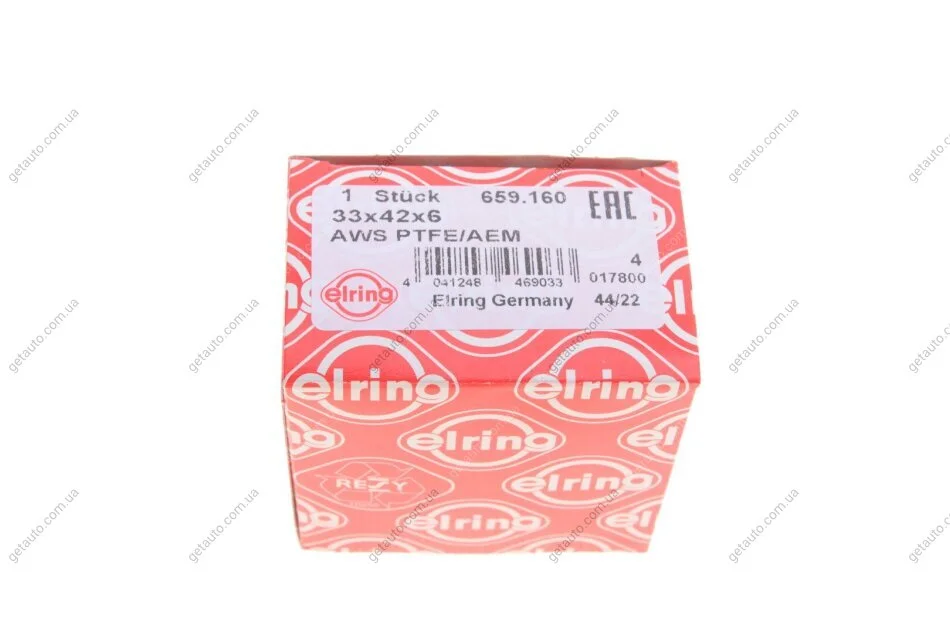 1 Stück 659.160 EAC
33x42x6
AWS PTFE/AEM
4
4 041248 469033 017800
elring Elring Germany 44/22
elring elring
elring
REZY elring
elring
getauto.com.ua